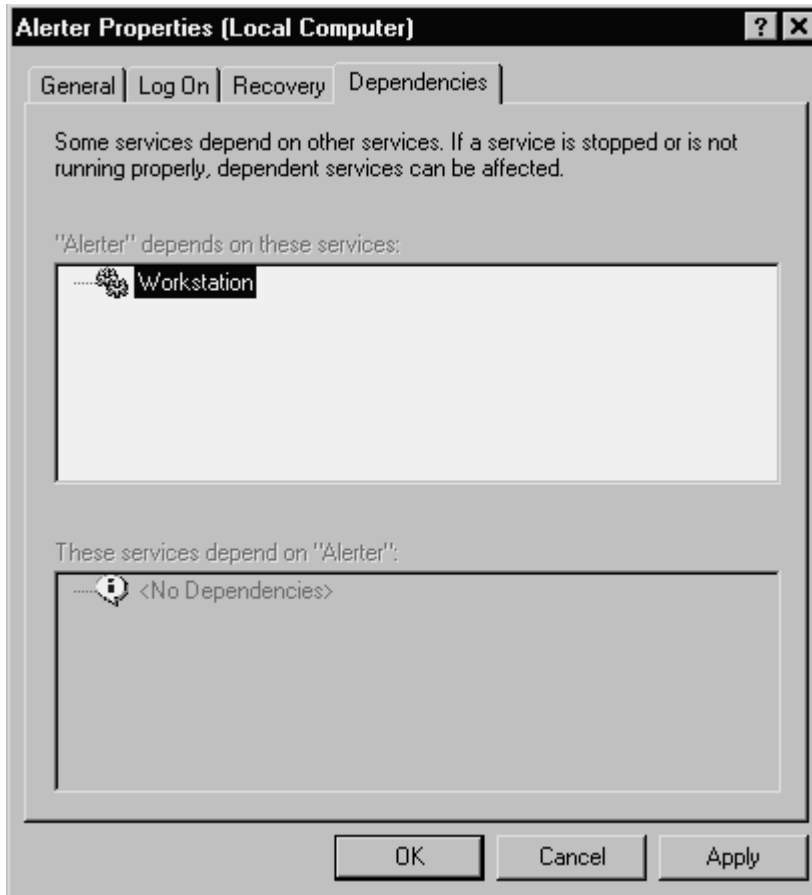 Alerter Properties (Local Computer)
General Log On Recovery Dependencies
Some services depend on other services. If a service is stopped or is not
running properly, dependent services can be affected.
"Alerter" depends on these services:
Workstation
These services depend on "Alerter":
<No Dependencies>
OK Cancel Apply